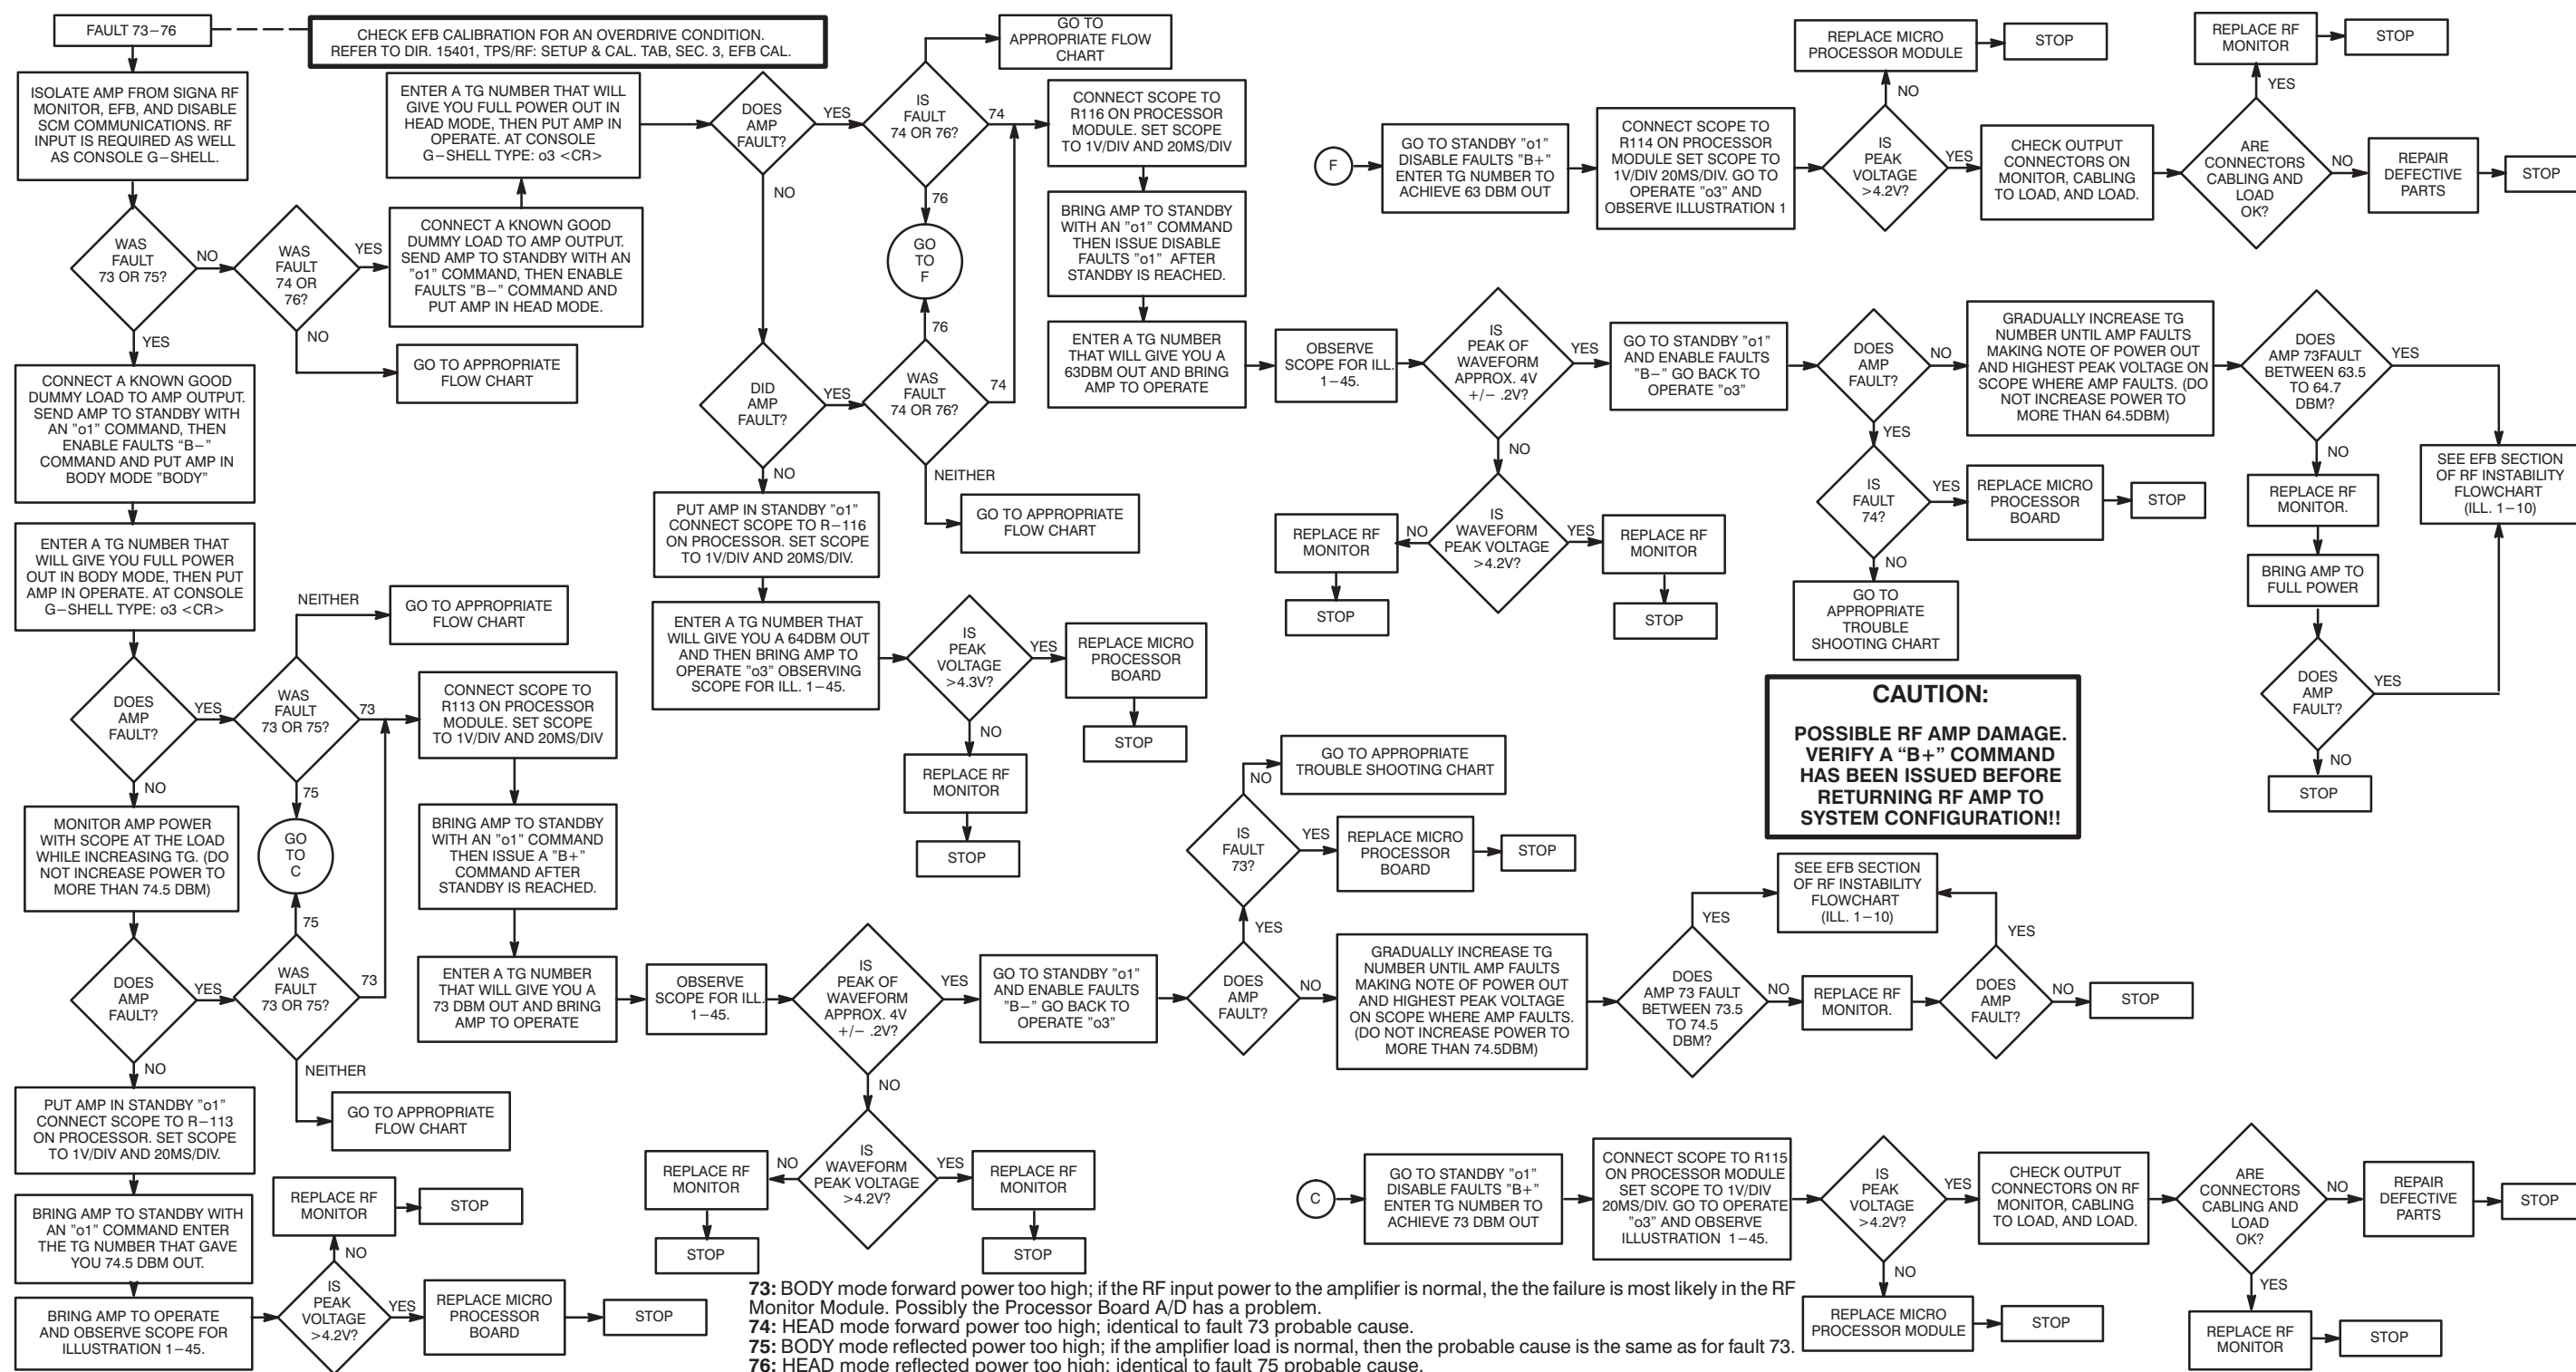 FAULT 73–76
CHECK EFB CALIBRATION FOR AN OVERDRIVE CONDITION.
REFER TO DIR. 15401, TPS/RF: SETUP & CAL. TAB, SEC. 3, EFB CAL.
ISOLATE AMP FROM SIGNA RF
MONITOR, EFB, AND DISABLE
SCM COMMUNICATIONS. RF
INPUT IS REQUIRED AS WELL
AS CONSOLE G–SHELL.
WAS
FAULT
73 OR 75?
NO
YES
WAS
FAULT
74 OR
76?
YES
NO
GO TO APPROPRIATE
FLOW CHART
CONNECT A KNOWN GOOD
DUMMY LOAD TO AMP OUTPUT.
SEND AMP TO STANDBY WITH AN
"o1" COMMAND, THEN ENABLE
FAULTS "B–" COMMAND AND
PUT AMP IN HEAD MODE.
ENTER A TG NUMBER THAT WILL
GIVE YOU FULL POWER OUT IN
HEAD MODE, THEN PUT AMP IN
OPERATE. AT CONSOLE
G–SHELL TYPE: o3 <CR>
DOES
AMP
FAULT?
YES
NO
IS
FAULT
74 OR 76?
74
76
GO TO
APPROPRIATE FLOW
CHART
GO
TO
F
76
DID
AMP
FAULT?
YES
NO
WAS
FAULT
74 OR 76?
74
NEITHER
GO TO APPROPRIATE
FLOW CHART
CONNECT SCOPE TO
R116 ON PROCESSOR
MODULE. SET SCOPE
TO 1V/DIV AND 20MS/DIV
BRING AMP TO STANDBY
WITH AN "o1" COMMAND
THEN ISSUE DISABLE
FAULTS "o1" AFTER
STANDBY IS REACHED.
ENTER A TG NUMBER
THAT WILL GIVE YOU A
63DBM OUT AND BRING
AMP TO OPERATE
OBSERVE
SCOPE FOR ILL.
1–45.
IS
PEAK OF
WAVEFORM
APPROX. 4V
+/– .2V?
YES
NO
IS
WAVEFORM
PEAK VOLTAGE
>4.2V?
NO
REPLACE RF
MONITOR
STOP
YES
REPLACE RF
MONITOR
STOP
GO TO STANDBY "o1"
AND ENABLE FAULTS
"B–" GO BACK TO
OPERATE "o3"
DOES
AMP
FAULT?
NO
YES
IS
FAULT
74?
YES
REPLACE MICRO
PROCESSOR
BOARD
STOP
NO
GO TO
APPROPRIATE
TROUBLE
SHOOTING CHART
GRADUALLY INCREASE TG
NUMBER UNTIL AMP FAULTS
MAKING NOTE OF POWER OUT
AND HIGHEST PEAK VOLTAGE ON
SCOPE WHERE AMP FAULTS. (DO
NOT INCREASE POWER TO
MORE THAN 64.5DBM)
DOES
AMP 73FAULT
BETWEEN 63.5
TO 64.7
DBM?
YES
NO
SEE EFB SECTION
OF RF INSTABILITY
FLOWCHART
(ILL. 1–10)
REPLACE RF
MONITOR.
BRING AMP TO
FULL POWER
DOES
AMP
FAULT?
YES
NO
STOP
F
GO TO STANDBY "o1"
DISABLE FAULTS "B+"
ENTER TG NUMBER TO
ACHIEVE 63 DBM OUT
CONNECT SCOPE TO
R114 ON PROCESSOR
MODULE SET SCOPE TO
1V/DIV 20MS/DIV. GO TO
OPERATE "o3" AND
OBSERVE ILLUSTRATION 1
IS
PEAK
VOLTAGE
>4.2V?
NO
REPLACE MICRO
PROCESSOR MODULE
STOP
YES
CHECK OUTPUT
CONNECTORS ON
MONITOR, CABLING
TO LOAD, AND LOAD.
ARE
CONNECTORS
CABLING AND
LOAD
OK?
YES
REPLACE RF
MONITOR
STOP
NO
REPAIR
DEFECTIVE
PARTS
STOP
CONNECT A KNOWN GOOD
DUMMY LOAD TO AMP OUTPUT.
SEND AMP TO STANDBY WITH
AN "o1" COMMAND, THEN
ENABLE FAULTS “B–"
COMMAND AND PUT AMP IN
BODY MODE "BODY"
ENTER A TG NUMBER THAT
WILL GIVE YOU FULL POWER
OUT IN BODY MODE, THEN PUT
AMP IN OPERATE. AT CONSOLE
G–SHELL TYPE: o3 <CR>
DOES
AMP
FAULT?
YES
NO
WAS
FAULT
73 OR 75?
NEITHER
GO TO APPROPRIATE
FLOW CHART
73
75
GO
TO
C
75
MONITOR AMP POWER
WITH SCOPE AT THE LOAD
WHILE INCREASING TG. (DO
NOT INCREASE POWER TO
MORE THAN 74.5 DBM)
DOES
AMP
FAULT?
YES
NO
WAS
FAULT
73 OR 75?
73
NEITHER
GO TO APPROPRIATE
FLOW CHART
PUT AMP IN STANDBY "o1"
CONNECT SCOPE TO R–113
ON PROCESSOR. SET SCOPE
TO 1V/DIV AND 20MS/DIV.
BRING AMP TO STANDBY WITH
AN "o1" COMMAND ENTER
THE TG NUMBER THAT GAVE
YOU 74.5 DBM OUT.
BRING AMP TO OPERATE
AND OBSERVE SCOPE FOR
ILLUSTRATION 1–45.
IS
PEAK
VOLTAGE
>4.2V?
NO
REPLACE RF
MONITOR
STOP
YES
REPLACE MICRO
PROCESSOR
BOARD
STOP
PUT AMP IN STANDBY "o1"
CONNECT SCOPE TO R–116
ON PROCESSOR. SET SCOPE
TO 1V/DIV AND 20MS/DIV.
ENTER A TG NUMBER THAT
WILL GIVE YOU A 64DBM OUT
AND THEN BRING AMP TO
OPERATE "o3" OBSERVING
SCOPE FOR ILL. 1–45.
IS
PEAK
VOLTAGE
>4.3V?
YES
REPLACE MICRO
PROCESSOR
BOARD
STOP
NO
REPLACE RF
MONITOR
STOP
CONNECT SCOPE TO
R113 ON PROCESSOR
MODULE. SET SCOPE
TO 1V/DIV AND 20MS/DIV
BRING AMP TO STANDBY
WITH AN "o1" COMMAND
THEN ISSUE A "B+"
COMMAND AFTER
STANDBY IS REACHED.
ENTER A TG NUMBER
THAT WILL GIVE YOU A
73 DBM OUT AND BRING
AMP TO OPERATE
OBSERVE
SCOPE FOR ILL.
1–45.
IS
PEAK OF
WAVEFORM
APPROX. 4V
+/– .2V?
YES
NO
IS
WAVEFORM
PEAK VOLTAGE
>4.2V?
NO
REPLACE RF
MONITOR
STOP
YES
REPLACE RF
MONITOR
STOP
GO TO STANDBY "o1"
AND ENABLE FAULTS
"B–" GO BACK TO
OPERATE "o3"
DOES
AMP
FAULT?
YES
NO
IS
FAULT
73?
NO
GO TO APPROPRIATE
TROUBLE SHOOTING CHART
YES
REPLACE MICRO
PROCESSOR
BOARD
STOP
GRADUALLY INCREASE TG
NUMBER UNTIL AMP FAULTS
MAKING NOTE OF POWER OUT
AND HIGHEST PEAK VOLTAGE
ON SCOPE WHERE AMP FAULTS.
(DO NOT INCREASE POWER TO
MORE THAN 74.5DBM)
DOES
AMP 73 FAULT
BETWEEN 73.5
TO 74.5
DBM?
YES
NO
SEE EFB SECTION
OF RF INSTABILITY
FLOWCHART
(ILL. 1–10)
REPLACE RF
MONITOR.
DOES
AMP
FAULT?
YES
NO
STOP
CAUTION:
POSSIBLE RF AMP DAMAGE.
VERIFY A “B+” COMMAND
HAS BEEN ISSUED BEFORE
RETURNING RF AMP TO
SYSTEM CONFIGURATION!!
C
GO TO STANDBY "o1"
DISABLE FAULTS "B+"
ENTER TG NUMBER TO
ACHIEVE 73 DBM OUT
CONNECT SCOPE TO R115
ON PROCESSOR MODULE
SET SCOPE TO 1V/DIV
20MS/DIV. GO TO OPERATE
"o3" AND OBSERVE
ILLUSTRATION 1–45.
IS
PEAK
VOLTAGE
>4.2V?
YES
NO
REPLACE MICRO
PROCESSOR MODULE
STOP
CHECK OUTPUT
CONNECTORS ON RF
MONITOR, CABLING
TO LOAD, AND LOAD.
ARE
CONNECTORS
CABLING AND
LOAD
OK?
NO
REPAIR
DEFECTIVE
PARTS
STOP
YES
REPLACE RF
MONITOR
STOP
73: BODY mode forward power too high; if the RF input power to the amplifier is normal, the the failure is most likely in the RF
Monitor Module. Possibly the Processor Board A/D has a problem.
74: HEAD mode forward power too high; identical to fault 73 probable cause.
75: BODY mode reflected power too high; if the amplifier load is normal, then the probable cause is the same as for fault 73.
76: HEAD mode reflected power too high; identical to fault 75 probable cause.